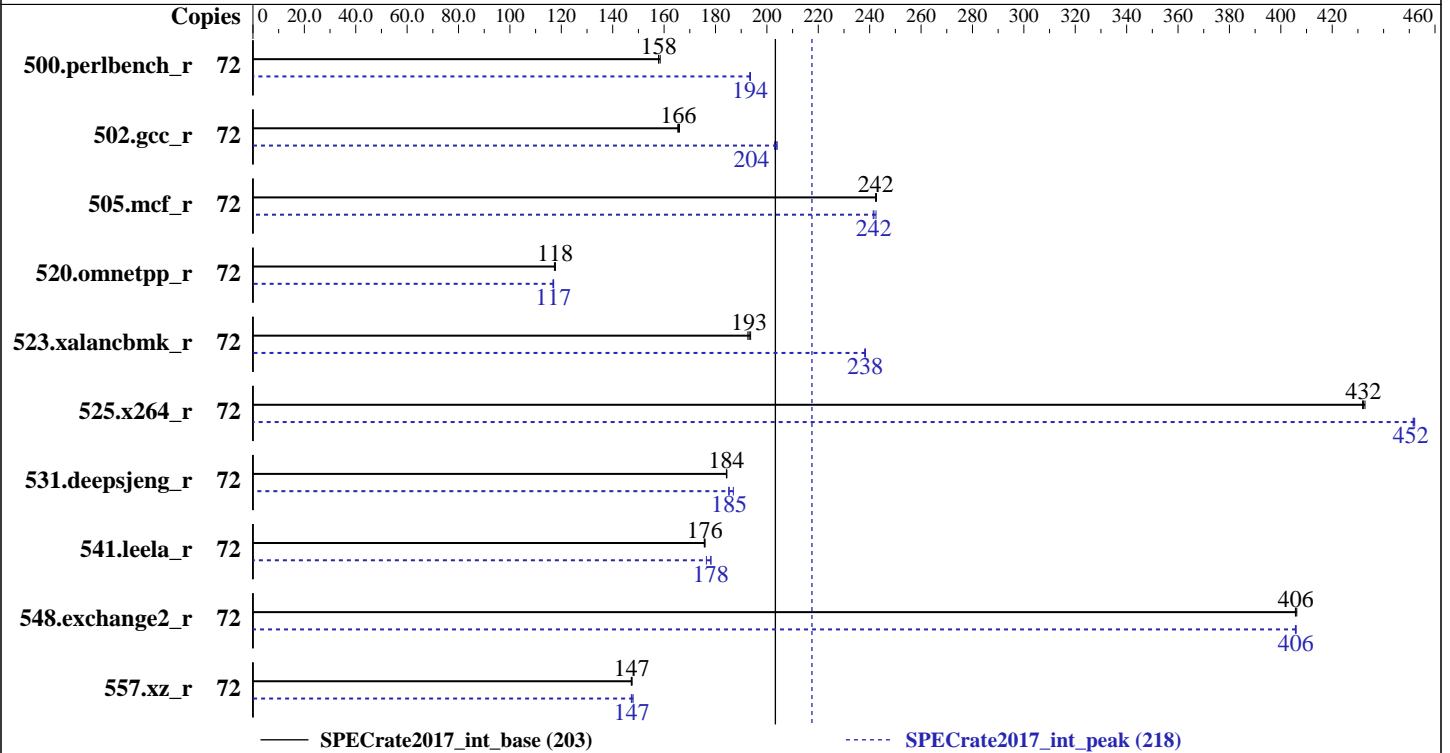 Copies 0 20.0 40.0 60.0 80.0 100 120 140 160 180 200 220 240 260 280 300 320 340 360 380 400 420 460
158
500.perlbench_r 72
194
166
502.gcc_r 72
204
242
505.mcf_r 72
242
118
520.omnetpp_r 72
117
193
523.xalancbmk_r 72
238
432
525.x264_r 72
452
184
531.deepsjeng_r 72
185
176
541.leela_r 72
178
406
548.exchange2_r 72
406
147
557.xz_r 72
147
SPECrate2017_int_base (203) SPECrate2017_int_peak (218)